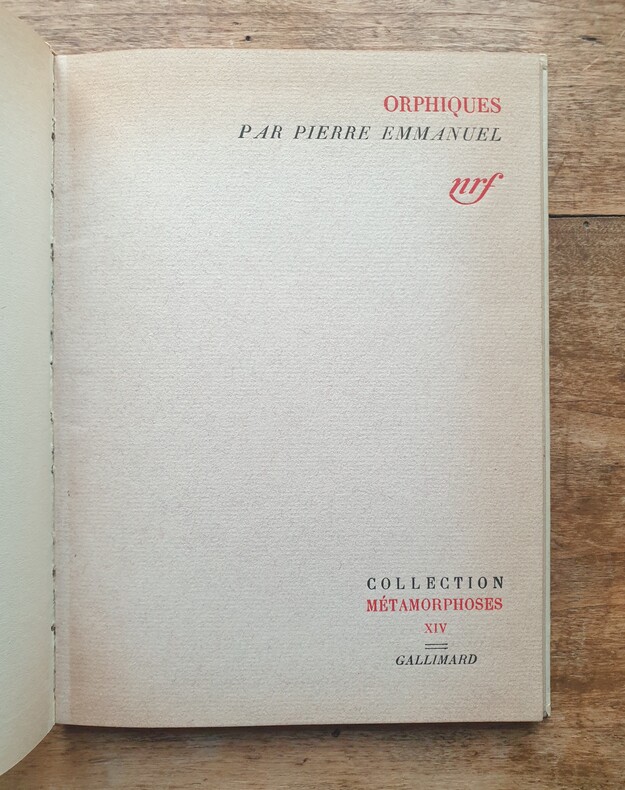 ORPHIQUES
PAR PIERRE EMMANUEL
nrf
COLLECTION
MÉTAMORPHOSES
XIV
GALLIMARD